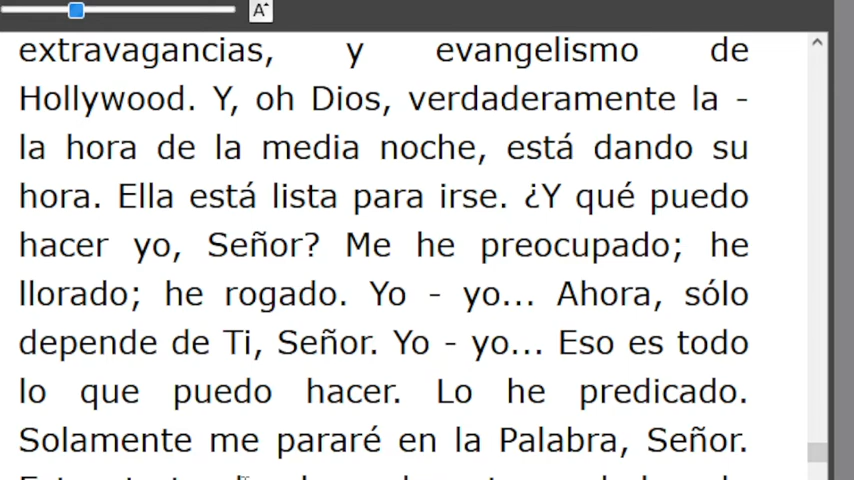 A
extravagancias, y evangelismo de
Hollywood. Y, oh Dios, verdaderamente la -
la hora de la media noche, está dando su
hora. Ella está lista para irse. ¿Y qué puedo
hacer yo, Señor? Me he preocupado; he
llorado; he rogado. Yo - yo... Ahora, sólo
depende de Ti, Señor. Yo - yo... Eso es todo
lo que puedo hacer. Lo he predicado.
Solamente me pararé en la Palabra, Señor.